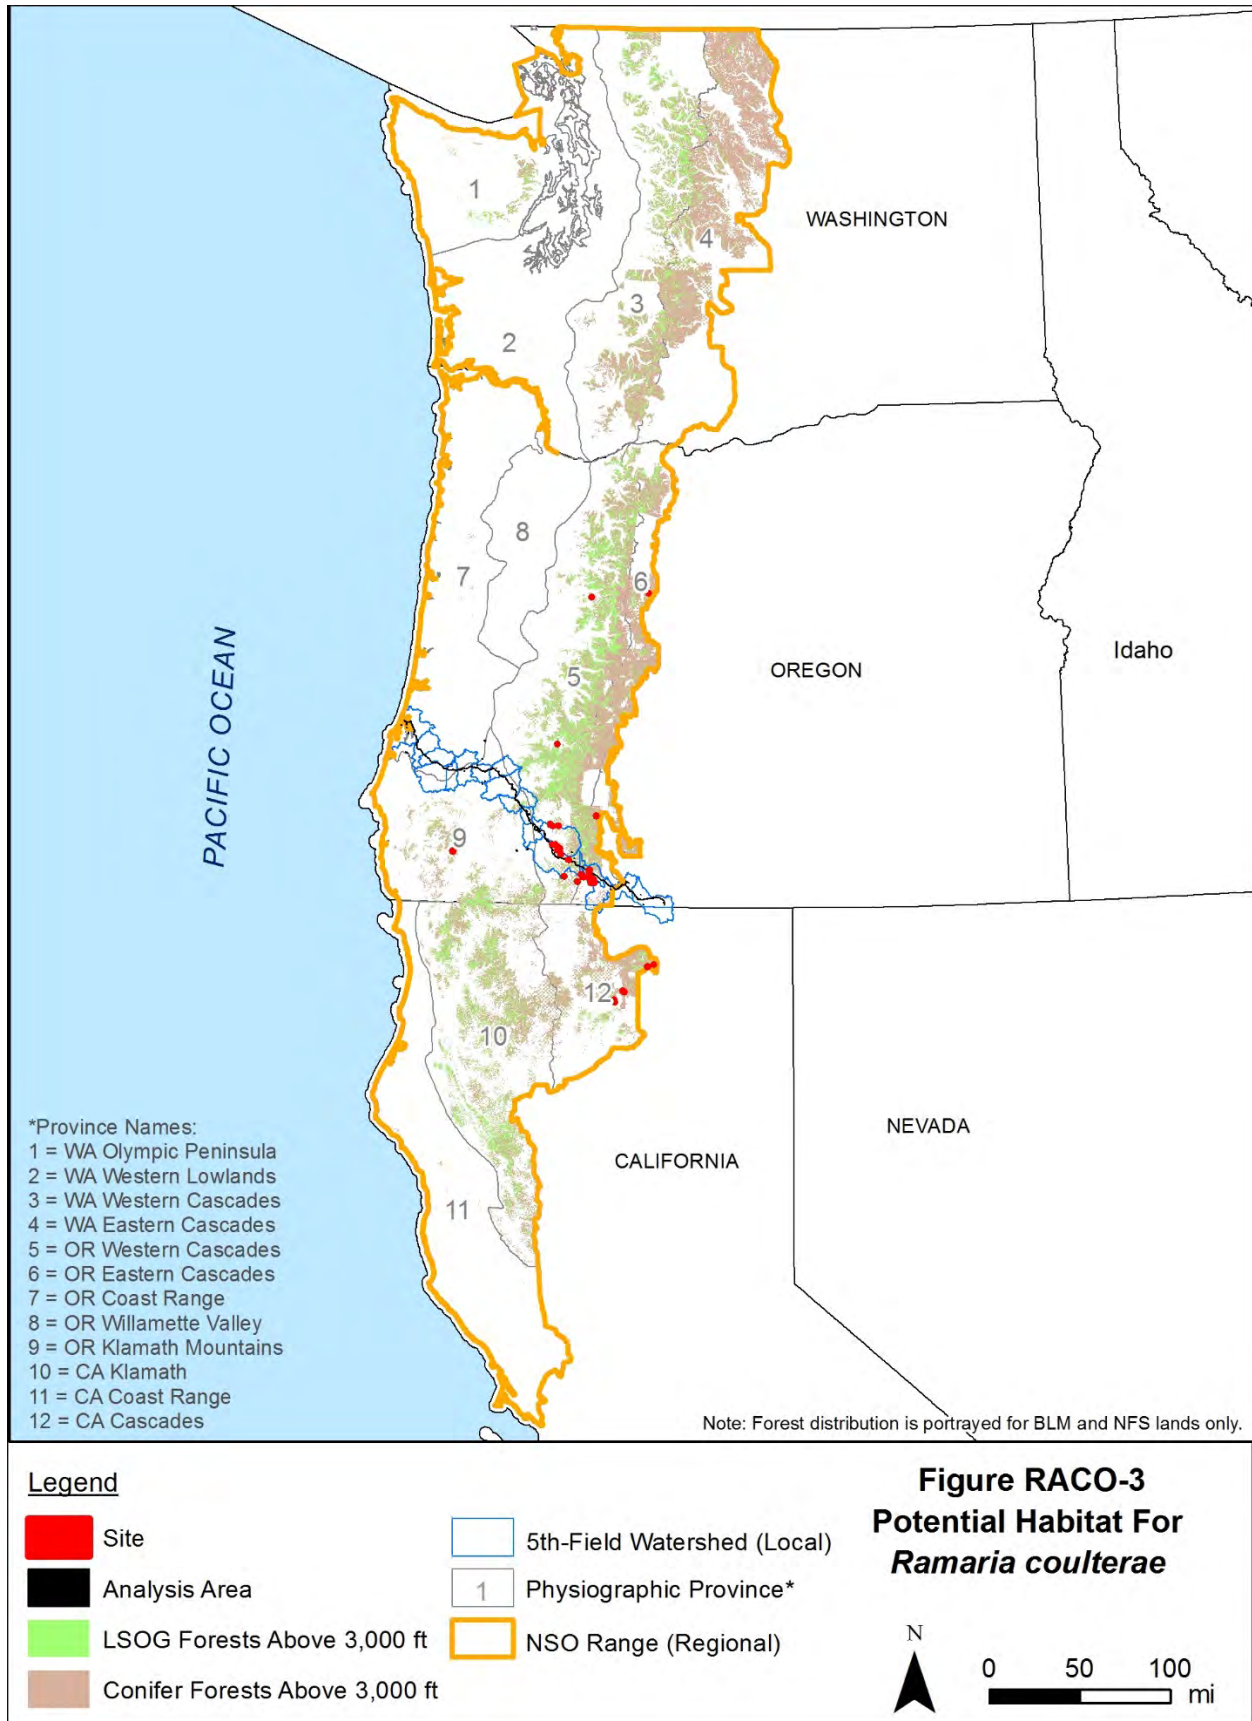 WASHINGTON
OREGON
Idaho
NEVADA
CALIFORNIA
PACIFIC OCEAN
1
2
3
4
5
6
7
8
9
10
11
12
*Province Names:
1 = WA Olympic Peninsula
2 = WA Western Lowlands
3 = WA Western Cascades
4 = WA Eastern Cascades
5 = OR Western Cascades
6 = OR Eastern Cascades
7 = OR Coast Range
8 = OR Willamette Valley
9 = OR Klamath Mountains
10 = CA Klamath
11 = CA Coast Range
12 = CA Cascades
Note: Forest distribution is portrayed for BLM and NFS lands only.
Legend
Site
Analysis Area
LSOG Forests Above 3,000 ft
Conifer Forests Above 3,000 ft
5th-Field Watershed (Local)
1 Physiographic Province*
NSO Range (Regional)
Figure RACO-3
Potential Habitat For
Ramaria coulterae
N
0 50 100
mi